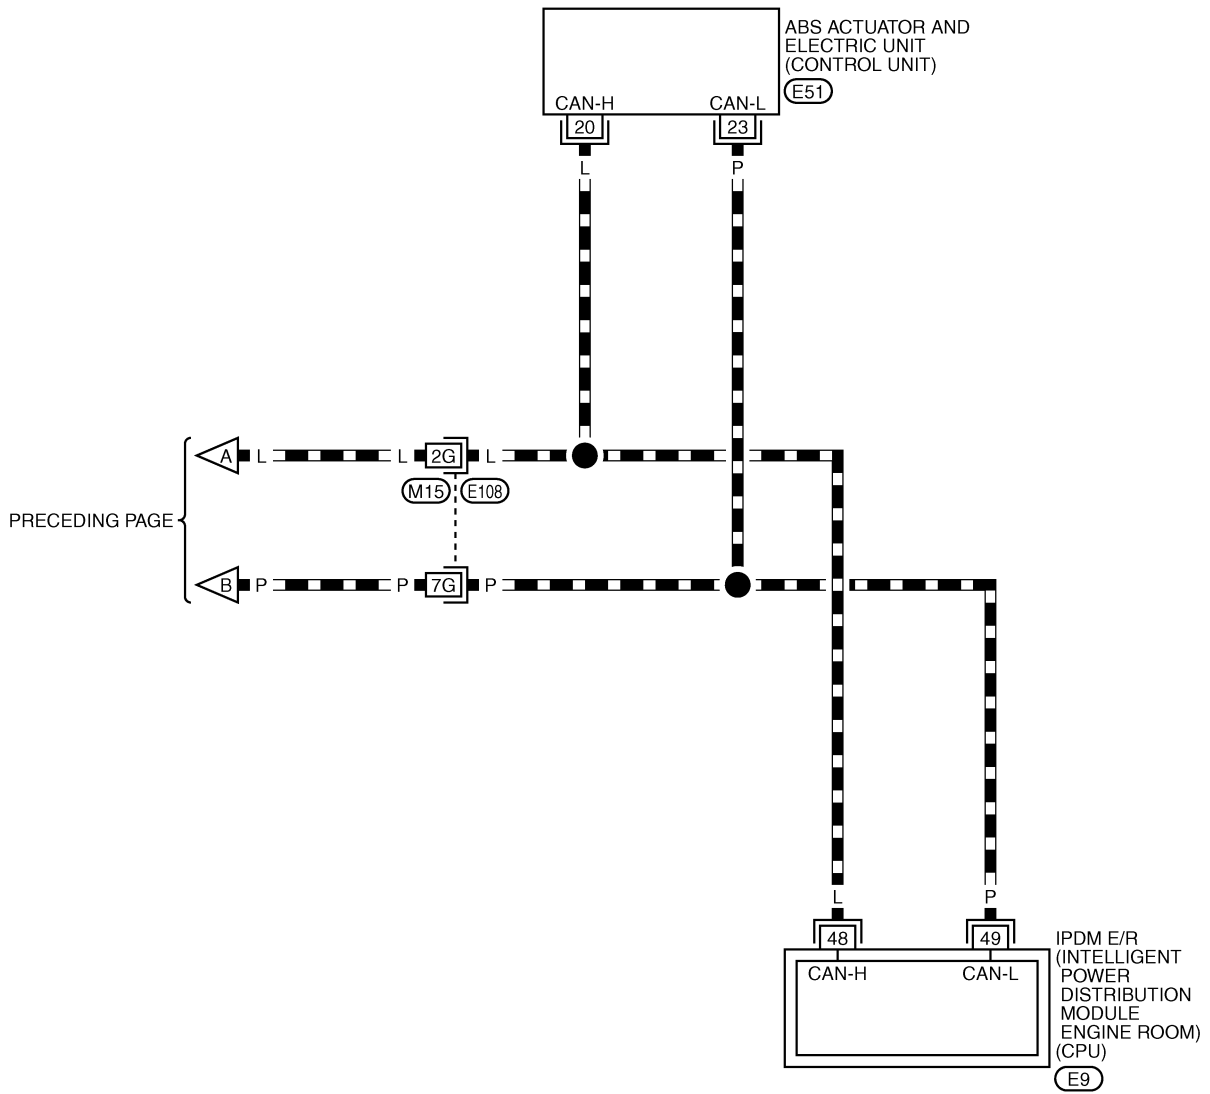 ABS ACTUATOR AND
ELECTRIC UNIT
(CONTROL UNIT)
E51
CAN-H
CAN-L
20
23
L
P
A
L
L
2G
L
M15
E108
PRECEDING PAGE
B
P
P
7G
P
L
P
48
49
CAN-H
CAN-L
IPDM E/R
(INTELLIGENT
POWER
DISTRIBUTION
MODULE
ENGINE ROOM)
(CPU)
E9